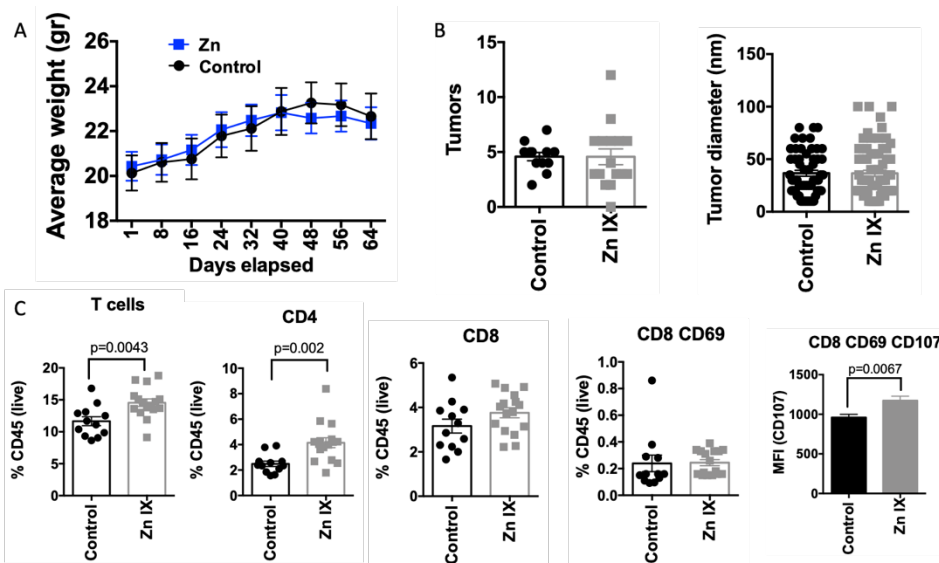 A
Average weight (gr)
26
24
22
20
18
Zn
Control
1
8
16
24
32
40
48
56
64
Days elapsed
B
Tumors
15
10
5
0
Control
Zn IX
Tumor diameter (nm)
150
100
50
0
Control
Zn IX
C
T cells
p=0.0043
% CD45 (live)
20
15
10
5
0
Control
Zn IX
CD4
p=0.002
% CD45 (live)
10
8
6
4
2
0
Control
Zn IX
CD8
% CD45 (live)
6
4
2
0
Control
Zn IX
CD8 CD69
% CD45 (live)
1.0
0.8
0.6
0.4
0.2
0.0
Control
Zn IX
CD8 CD69 CD107
p=0.0067
MFI (CD107)
1500
1000
500
0
Control
Zn IX